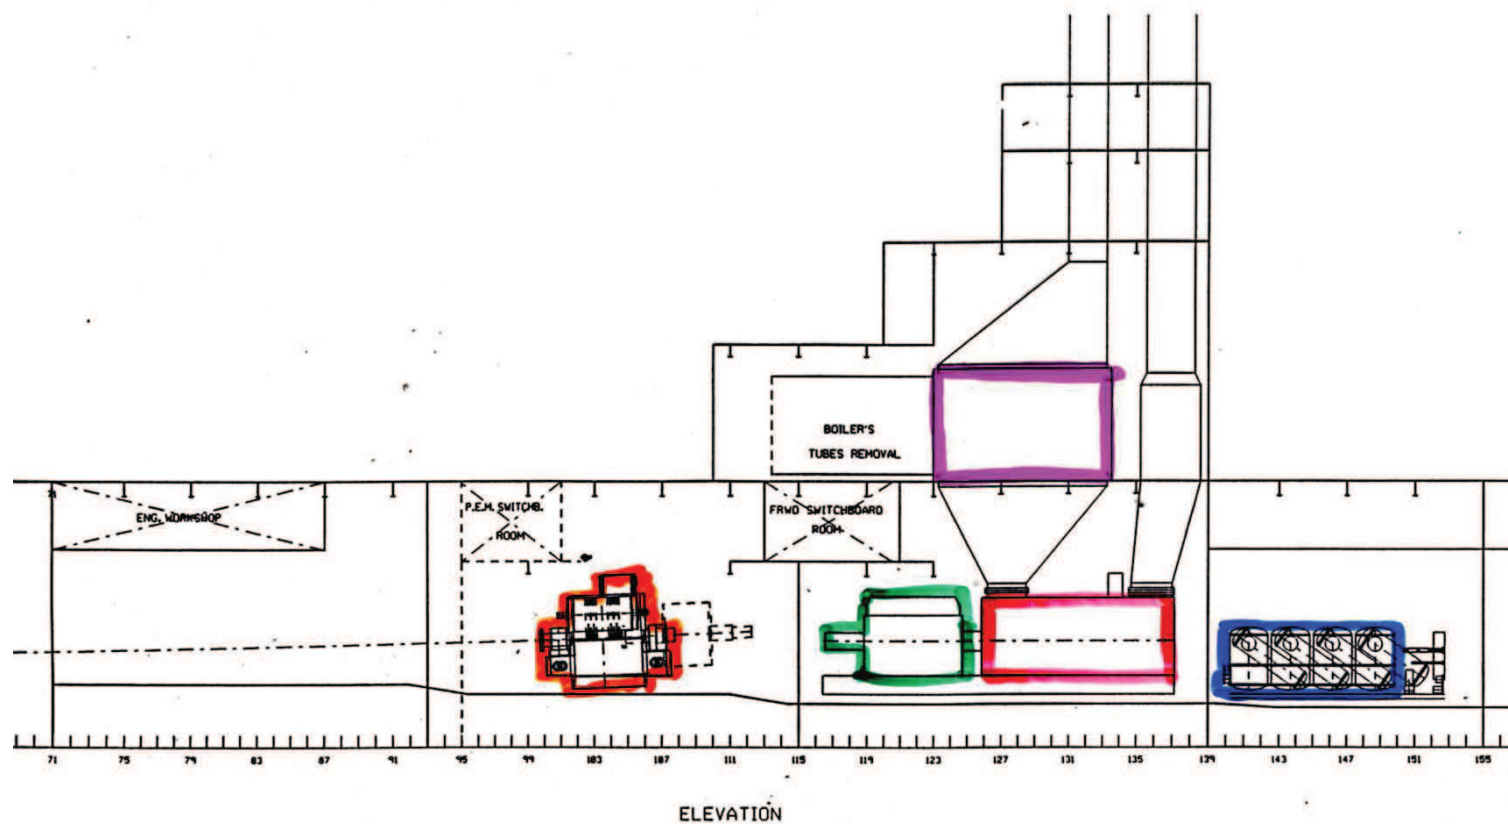 BOILER'S
TUBES REMOVAL
71
ENG. WORKSHOP
P.E.M. SWITCHB.
ROOM
FRWD SWITCHBOARD
ROOM
71 75 79 83 87 91 95 99 103 107 111 115 119 123 127 131 135 139 143 147 151 155
ELEVATION